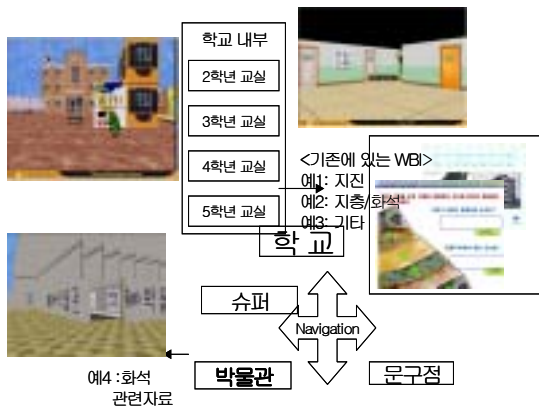 학교 내부
2학년 교실
3학년 교실
4학년 교실
5학년 교실
<기존에 있는 WBI>
예1: 지진
예2: 지층/화석
예3: 기타
학 교
슈퍼
Navigation
박물관
문구점
예4 :화석
관련자료